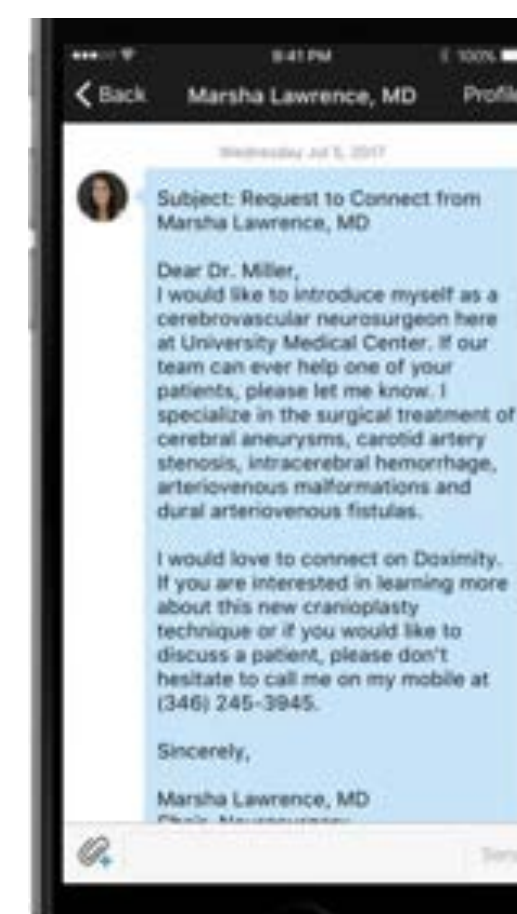 9:41 PM 100%
Back Marsha Lawrence, MD Profile
Wednesday Jul 5, 2017
Subject: Request to Connect from
Marsha Lawrence, MD
Dear Dr. Miller,
I would like to introduce myself as a
cerebrovascular neurosurgeon here
at University Medical Center. If our
team can ever help one of your
patients, please let me know. I
specialize in the surgical treatment of
cerebral aneurysms, carotid artery
stenosis, intracerebral hemorrhage,
arteriovenous malformations and
dural arteriovenous fistulas.
I would love to connect on Doximity.
If you are interested in learning more
about this new cranioplasty
technique or if you would like to
discuss a patient, please don't
hesitate to call me on my mobile at
(346) 245-3945.
Sincerely,
Marsha Lawrence, MD